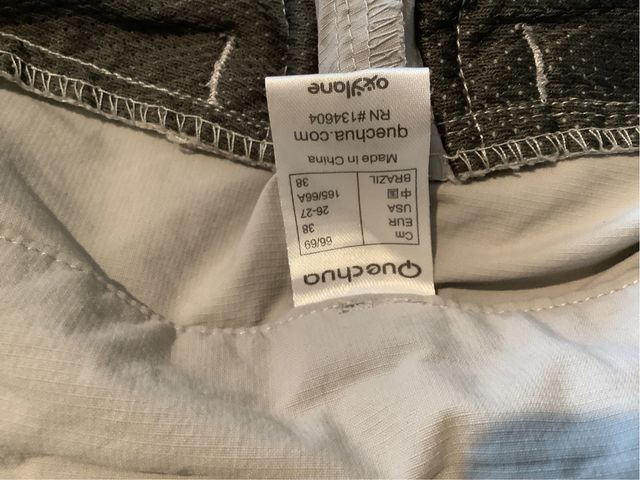 Quechua
Cm 66/69
EUR 38
USA 26-27
中国 165/66A
BRAZIL 38
Made in China
quechua.com
RN #134604
oxylane